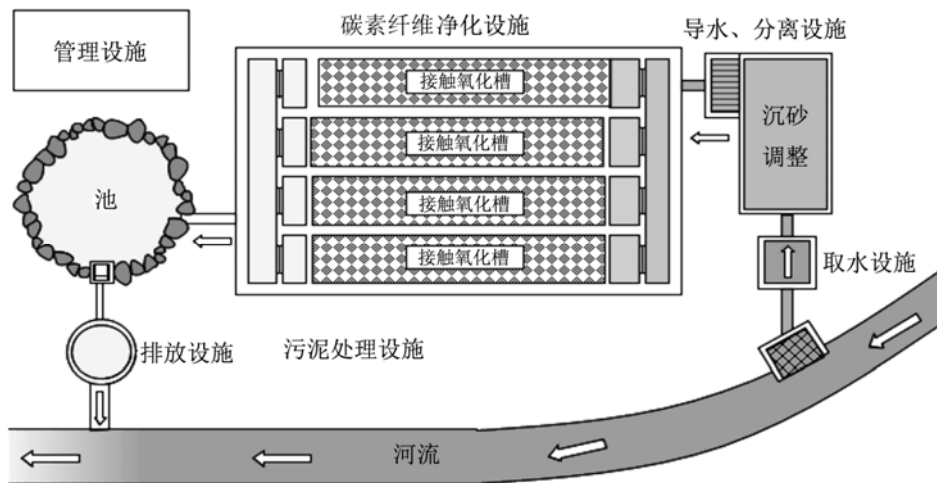 碳素纤维净化设施
导水、分离设施
管理设施
接触氧化槽
沉砂
调整
接触氧化槽
池
接触氧化槽
接触氧化槽
取水设施
排放设施
污泥处理设施
河流